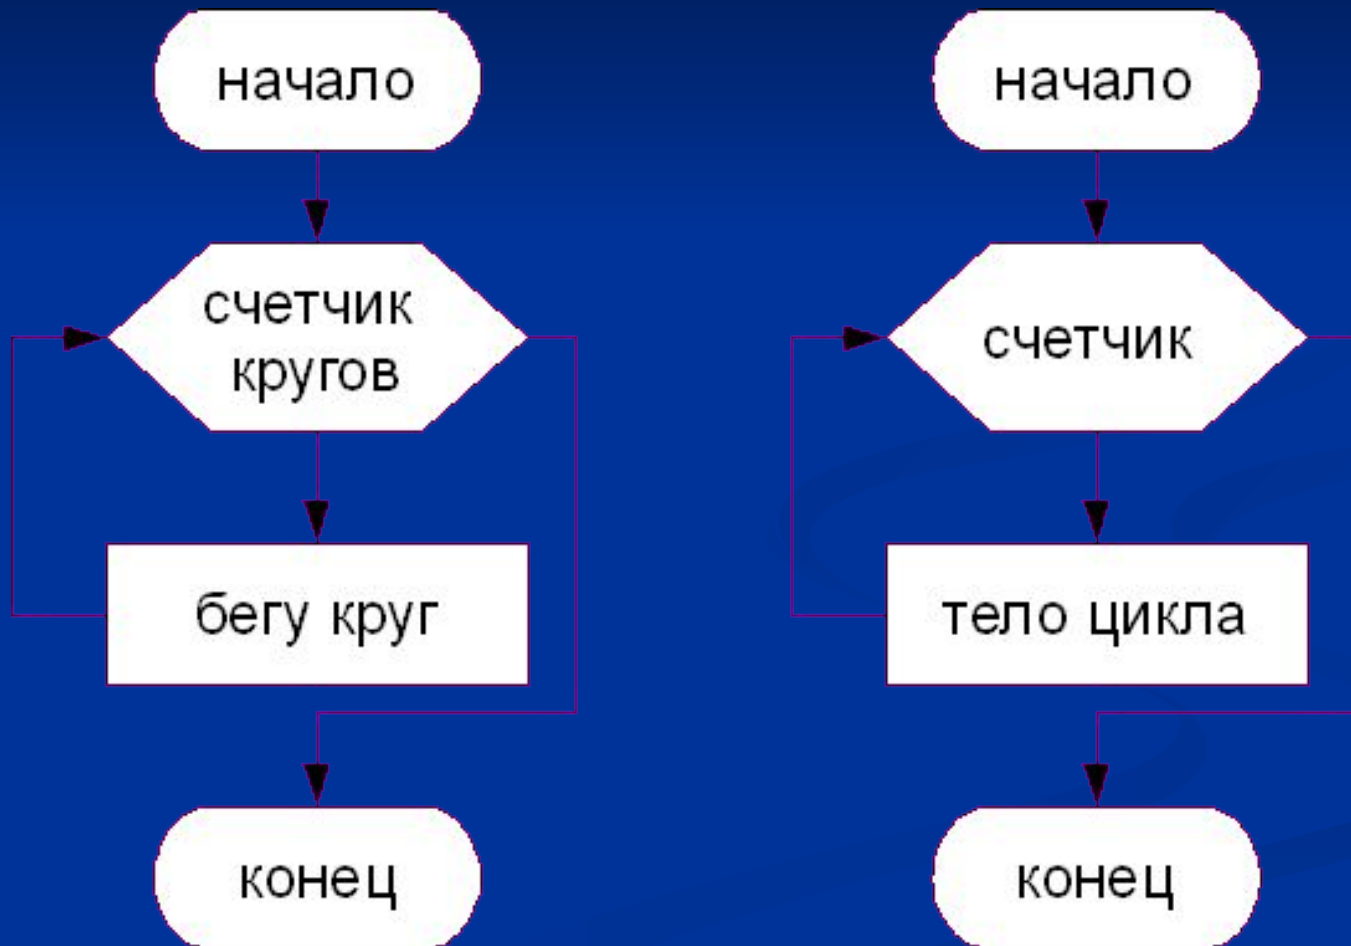 начало
счетчик
кругов
бегу круг
конец
начало
счетчик
тело цикла
конец